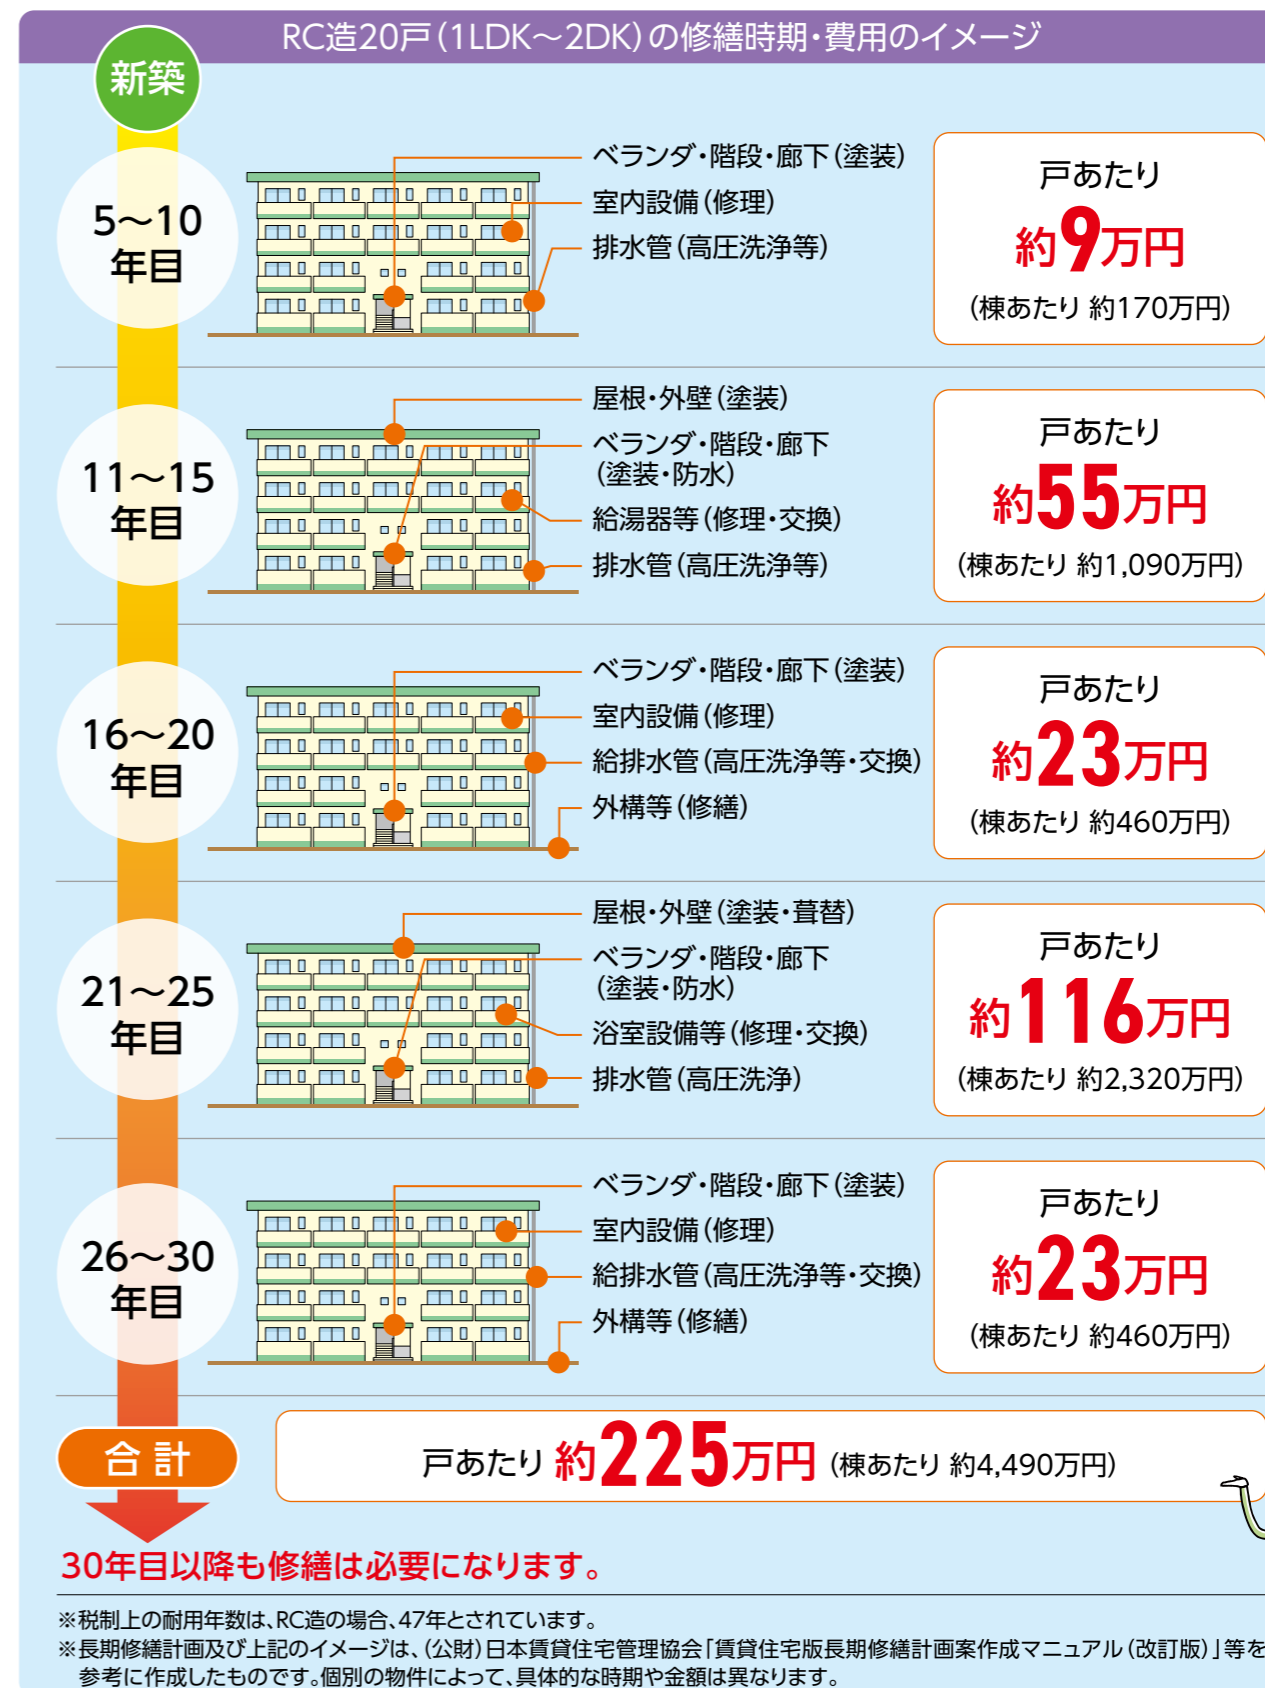 RC造20戸(1LDK～2DK)の修繕時期・費用のイメージ
新築
5～10
年目
ベランダ・階段・廊下(塗装)
室内設備(修理)
排水管(高圧洗浄等)
戸あたり
約9万円
(棟あたり 約170万円)
11～15
年目
屋根・外壁(塗装)
ベランダ・階段・廊下
(塗装・防水)
給湯器等(修理・交換)
排水管(高圧洗浄等)
戸あたり
約55万円
(棟あたり 約1,090万円)
16～20
年目
ベランダ・階段・廊下(塗装)
室内設備(修理)
給排水管(高圧洗浄等・交換)
外構等(修繕)
戸あたり
約23万円
(棟あたり 約460万円)
21～25
年目
屋根・外壁(塗装・葺替)
ベランダ・階段・廊下
(塗装・防水)
浴室設備等(修理・交換)
排水管(高圧洗浄)
戸あたり
約116万円
(棟あたり 約2,320万円)
26～30
年目
ベランダ・階段・廊下(塗装)
室内設備(修理)
給排水管(高圧洗浄等・交換)
外構等(修繕)
戸あたり
約23万円
(棟あたり 約460万円)
合計
戸あたり 約225万円 (棟あたり 約4,490万円)
30年目以降も修繕は必要になります。
※税制上の耐用年数は、RC造の場合、47年とされています。
※長期修繕計画及び上記のイメージは、(公財)日本賃貸住宅管理協会「賃貸住宅版長期修繕計画案作成マニュアル(改訂版)」等を
参考に作成したものです。個別の物件によって、具体的な時期や金額は異なります。